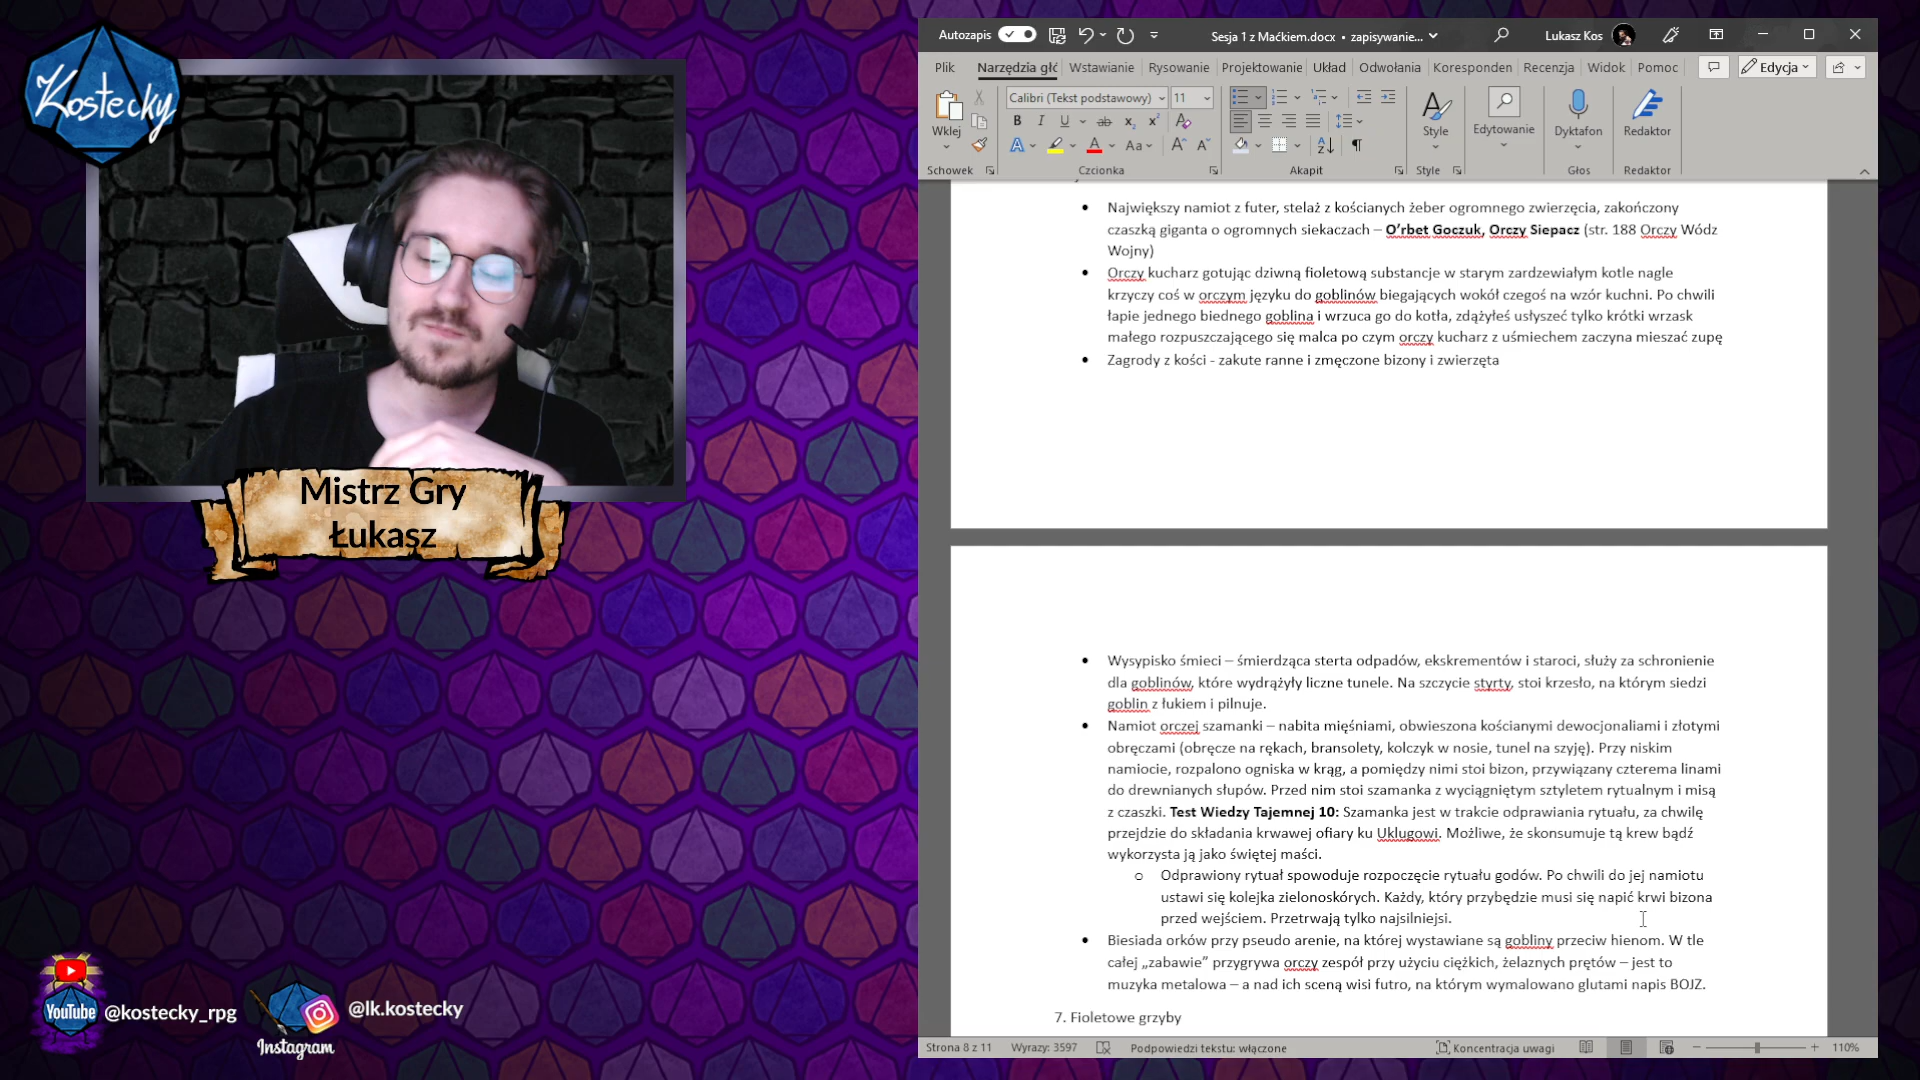 Kostecky
Mistrz Gry
Łukasz
YouTube
@kostecky_rpg
@lk.kostecky
Instagram
Autozapis
Sesja 1 z Maćkiem.docx • zapisywanie...
Lukasz Kos
Plik
Narzędzia głć
Wstawianie
Rysowanie
Projektowanie
Układ
Odwołania
Koresponden
Recenzja
Widok
Pomoc
Edycja
Wklej
Calibri (Tekst podstawowy)
11
Style
Edytowanie
Dyktafon
Redaktor
Schowek
Czcionka
Akapit
Style
Głos
Redaktor
• Największy namiot z futer, stelaż z kościanych żeber ogromnego zwierzęcia, zakończony
czaszką giganta o ogromnych siekaczach – O’rbet Goczuk, Orczy Siepacz (str. 188 Orczy Wódz
Wojny)
• Orczy kucharz gotując dziwną fioletową substancje w starym zardzewiałym kotle nagle
krzyczy coś w orczym języku do goblinów biegających wokół czegoś na wzór kuchni. Po chwili
łapie jednego biednego goblina i wrzuca go do kotła, zdążyłeś usłyszeć tylko krótki wrzask
małego rozpuszczającego się malca po czym orczy kucharz z uśmiechem zaczyna mieszać zupę
• Zagrody z kości - zakute ranne i zmęczone bizony i zwierzęta
• Wysypisko śmieci – śmierdząca sterta odpadów, ekskrementów i staroci, służy za schronienie
dla goblinów, które wydrążyły liczne tunele. Na szczycie styrty, stoi krzesło, na którym siedzi
goblin z łukiem i pilnuje.
• Namiot orczej szamanki – nabita mięśniami, obwieszona kościanymi dewocjonaliami i złotymi
obręczami (obręcze na rękach, bransolety, kolczyk w nosie, tunel na szyję). Przy niskim
namiocie, rozpalono ogniska w krąg, a pomiędzy nimi stoi bizon, przywiązany czterema linami
do drewnianych słupów. Przed nim stoi szamanka z wyciągniętym sztyletem rytualnym i misą
z czaszki. Test Wiedzy Tajemnej 10: Szamanka jest w trakcie odprawiania rytuału, za chwilę
przejdzie do składania krwawej ofiary ku Uklugowi. Możliwe, że skonsumuje tą krew bądź
wykorzysta ją jako świętej maści.
o Odprawiony rytuał spowoduje rozpoczęcie rytuału godów. Po chwili do jej namiotu
ustawi się kolejka zielonoskórych. Każdy, który przybędzie musi się napić krwi bizona
przed wejściem. Przetrwają tylko najsilniejsi.
• Biesiada orków przy pseudo arenie, na której wystawiane są gobliny przeciw hienom. W tle
całej „zabawie” przygrywa orczy zespół przy użyciu ciężkich, żelaznych prętów – jest to
muzyka metalowa – a nad ich sceną wisi futro, na którym wymalowano glutami napis BOJZ.
7. Fioletowe grzyby
Strona 8 z 11
Wyrazy: 3597
Podpowiedzi tekstu: włączone
Koncentracja uwagi
110%